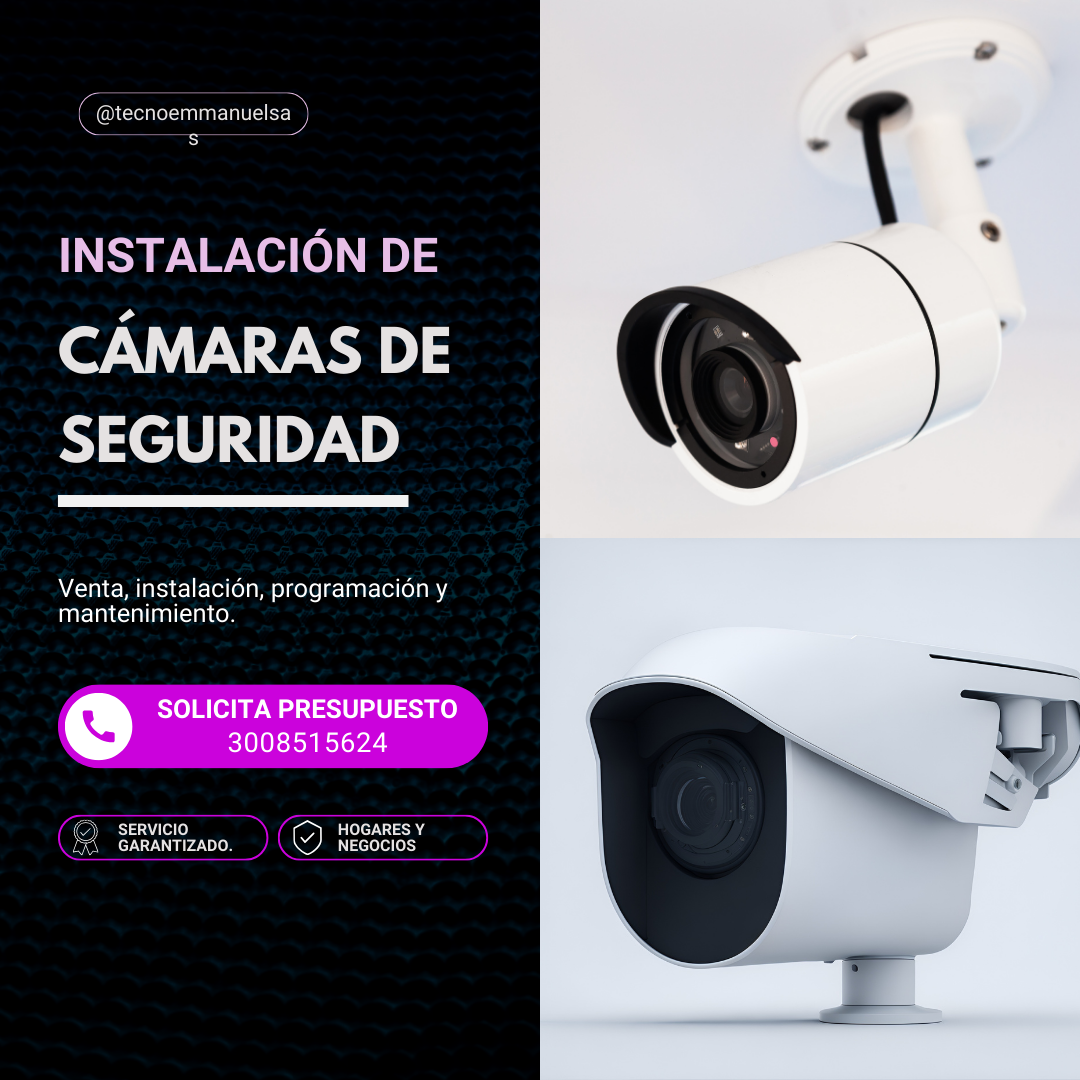 @tecnoemmanuelsa
s
INSTALACIÓN DE
CÁMARAS DE
SEGURIDAD
Venta, instalación, programación y
mantenimiento.
SOLICITA PRESUPUESTO
3008515624
SERVICIO
GARANTIZADO.
HOGARES Y
NEGOCIOS